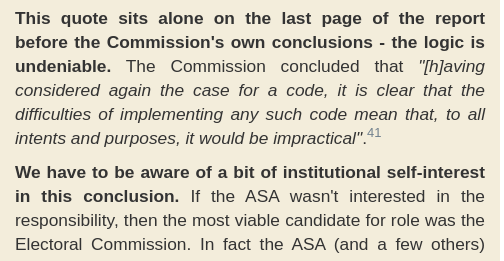 This quote sits alone on the last page of the report
before the Commission's own conclusions - the logic is
undeniable. The Commission concluded that "[h]aving
considered again the case for a code, it is clear that the
difficulties of implementing any such code mean that, to all
intents and purposes, it would be impractical".41
We have to be aware of a bit of institutional self-interest
in this conclusion. If the ASA wasn't interested in the
responsibility, then the most viable candidate for role was the
Electoral Commission. In fact the ASA (and a few others)